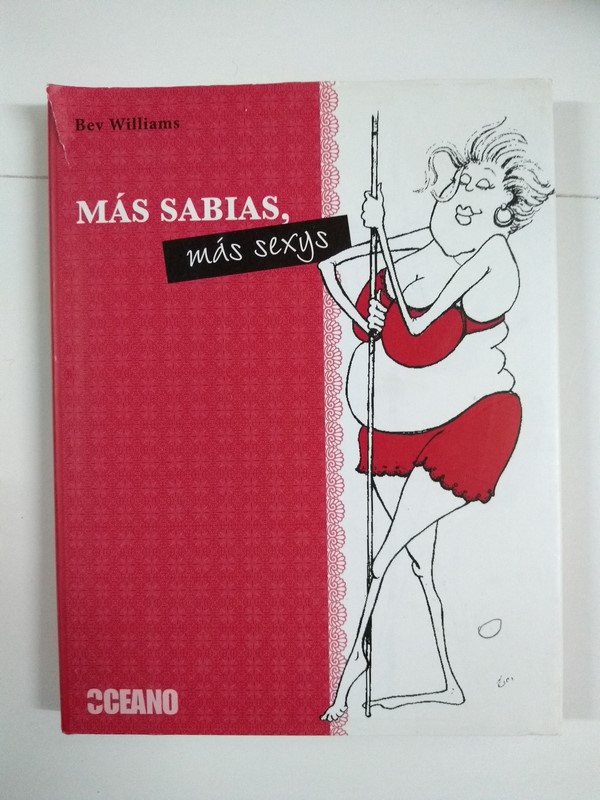 Bev Williams
MÁS SABIAS,
más sexys
OCEANO